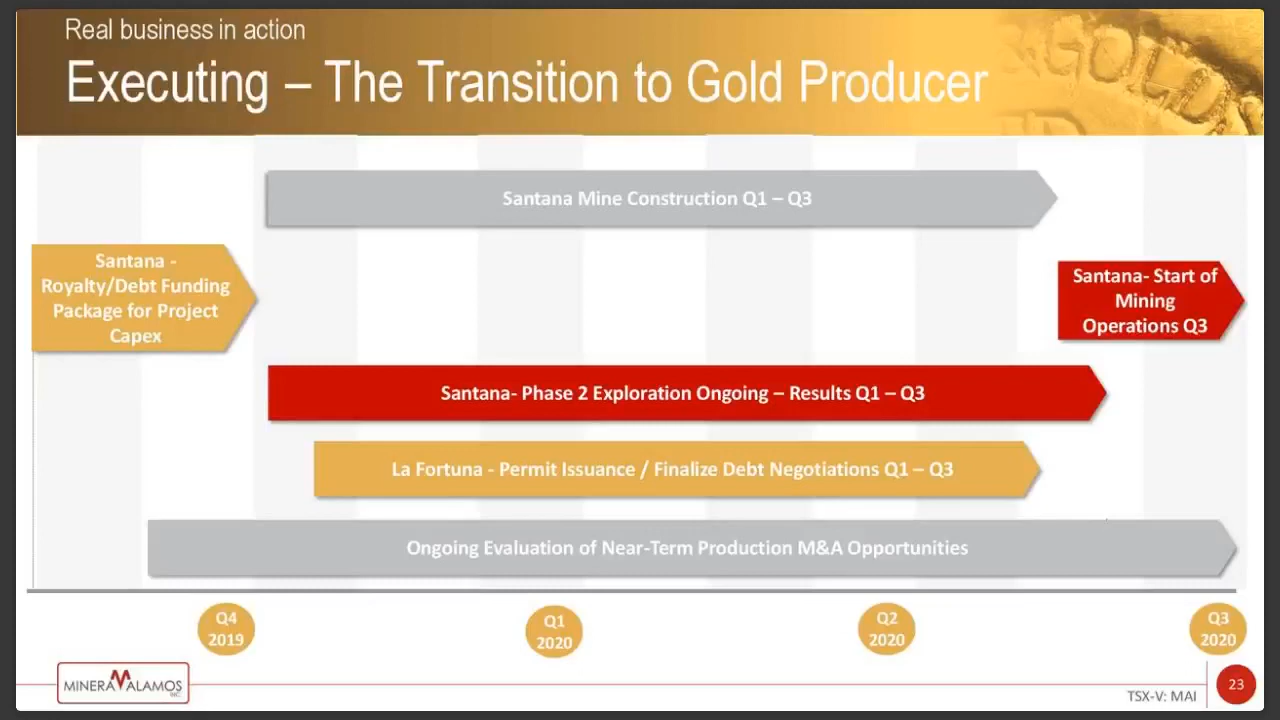 Real business in action
Executing – The Transition to Gold Producer
GOLD
Santana Mine Construction Q1 – Q3
Santana -
Royalty/Debt Funding
Package for Project
Capex
Santana- Start of
Mining
Operations Q3
Santana- Phase 2 Exploration Ongoing – Results Q1 – Q3
La Fortuna - Permit Issuance / Finalize Debt Negotiations Q1 – Q3
Ongoing Evaluation of Near-Term Production M&A Opportunities
Q4
2019
Q1
2020
Q2
2020
Q3
2020
MINERA ALAMOS
INC.
TSX-V: MAI
23